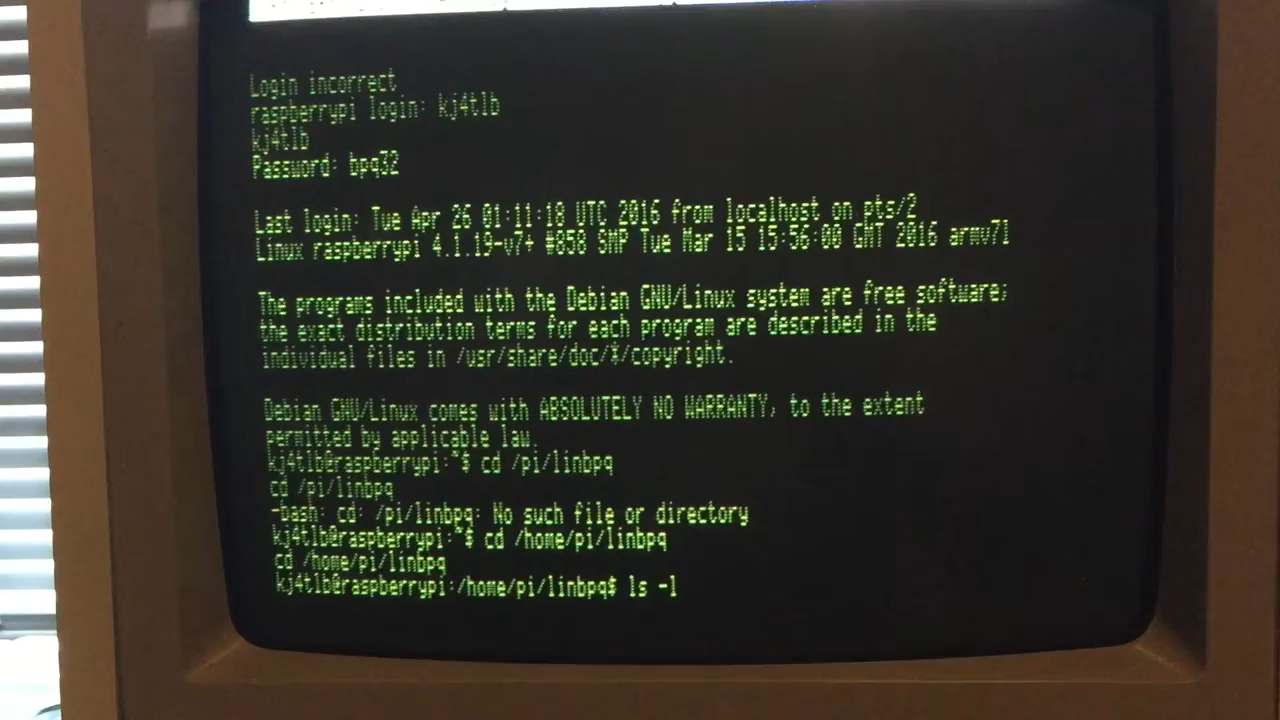 Login incorrect
raspberrypi login: kj4tlb
kj4tlb
Password: bpq32
Last login: Tue Apr 26 01:11:18 UTC 2016 from localhost on pts/2
Linux raspberrypi 4.1.19-v7+ #858 SMP Tue Mar 15 15:56:00 GMT 2016 armv7l
The programs included with the Debian GNU/Linux system are free software;
the exact distribution terms for each program are described in the
individual files in /usr/share/doc/*/copyright.
Debian GNU/Linux comes with ABSOLUTELY NO WARRANTY, to the extent
permitted by applicable law.
kj4tlb@raspberrypi:~$ cd /pi/linbpq
cd /pi/linbpq
-bash: cd: /pi/linbpq: No such file or directory
kj4tlb@raspberrypi:~$ cd /home/pi/linbpq
cd /home/pi/linbpq
kj4tlb@raspberrypi:/home/pi/linbpq$ ls -l